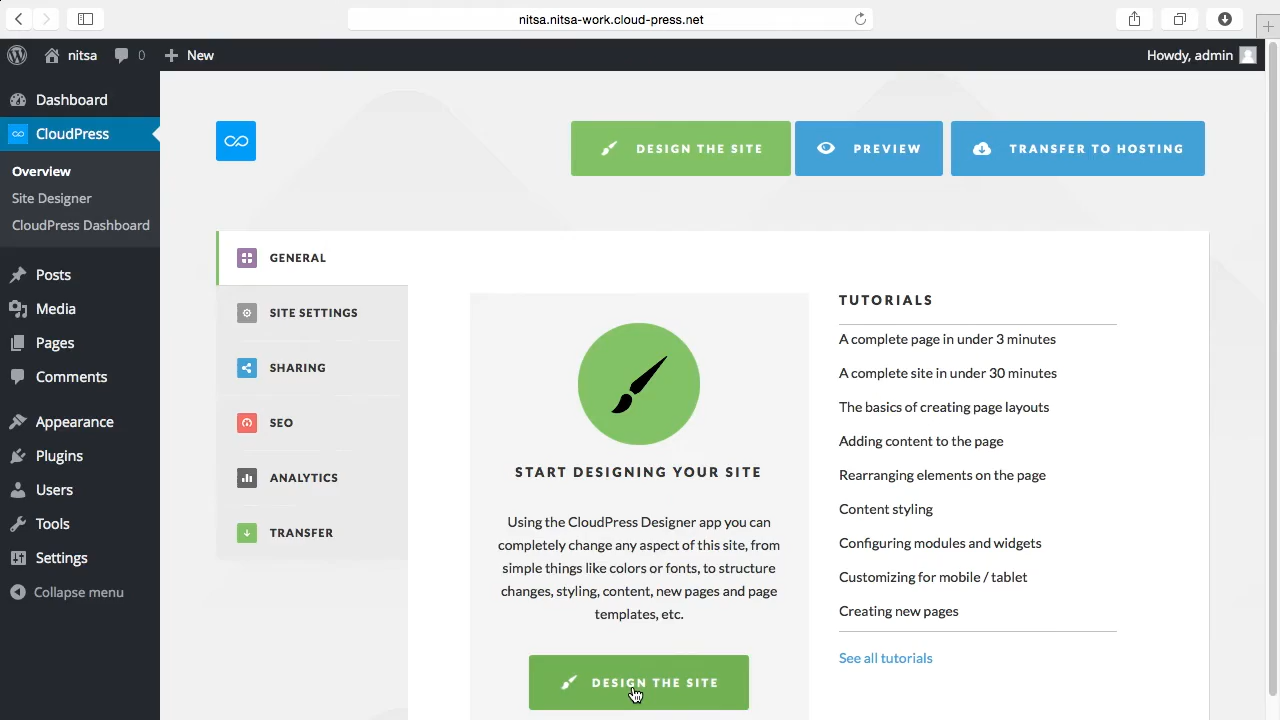 nitsa.nitsa-work.cloud-press.net
nitsa
0
New
Howdy, admin
Dashboard
CloudPress
Overview
Site Designer
CloudPress Dashboard
Posts
Media
Pages
Comments
Appearance
Plugins
Users
Tools
Settings
Collapse menu
DESIGN THE SITE
PREVIEW
TRANSFER TO HOSTING
GENERAL
SITE SETTINGS
SHARING
SEO
ANALYTICS
TRANSFER
START DESIGNING YOUR SITE
Using the CloudPress Designer app you can
completely change any aspect of this site, from
simple things like colors or fonts, to structure
changes, styling, content, new pages and page
templates, etc.
DESIGN THE SITE
TUTORIALS
A complete page in under 3 minutes
A complete site in under 30 minutes
The basics of creating page layouts
Adding content to the page
Rearranging elements on the page
Content styling
Configuring modules and widgets
Customizing for mobile / tablet
Creating new pages
See all tutorials